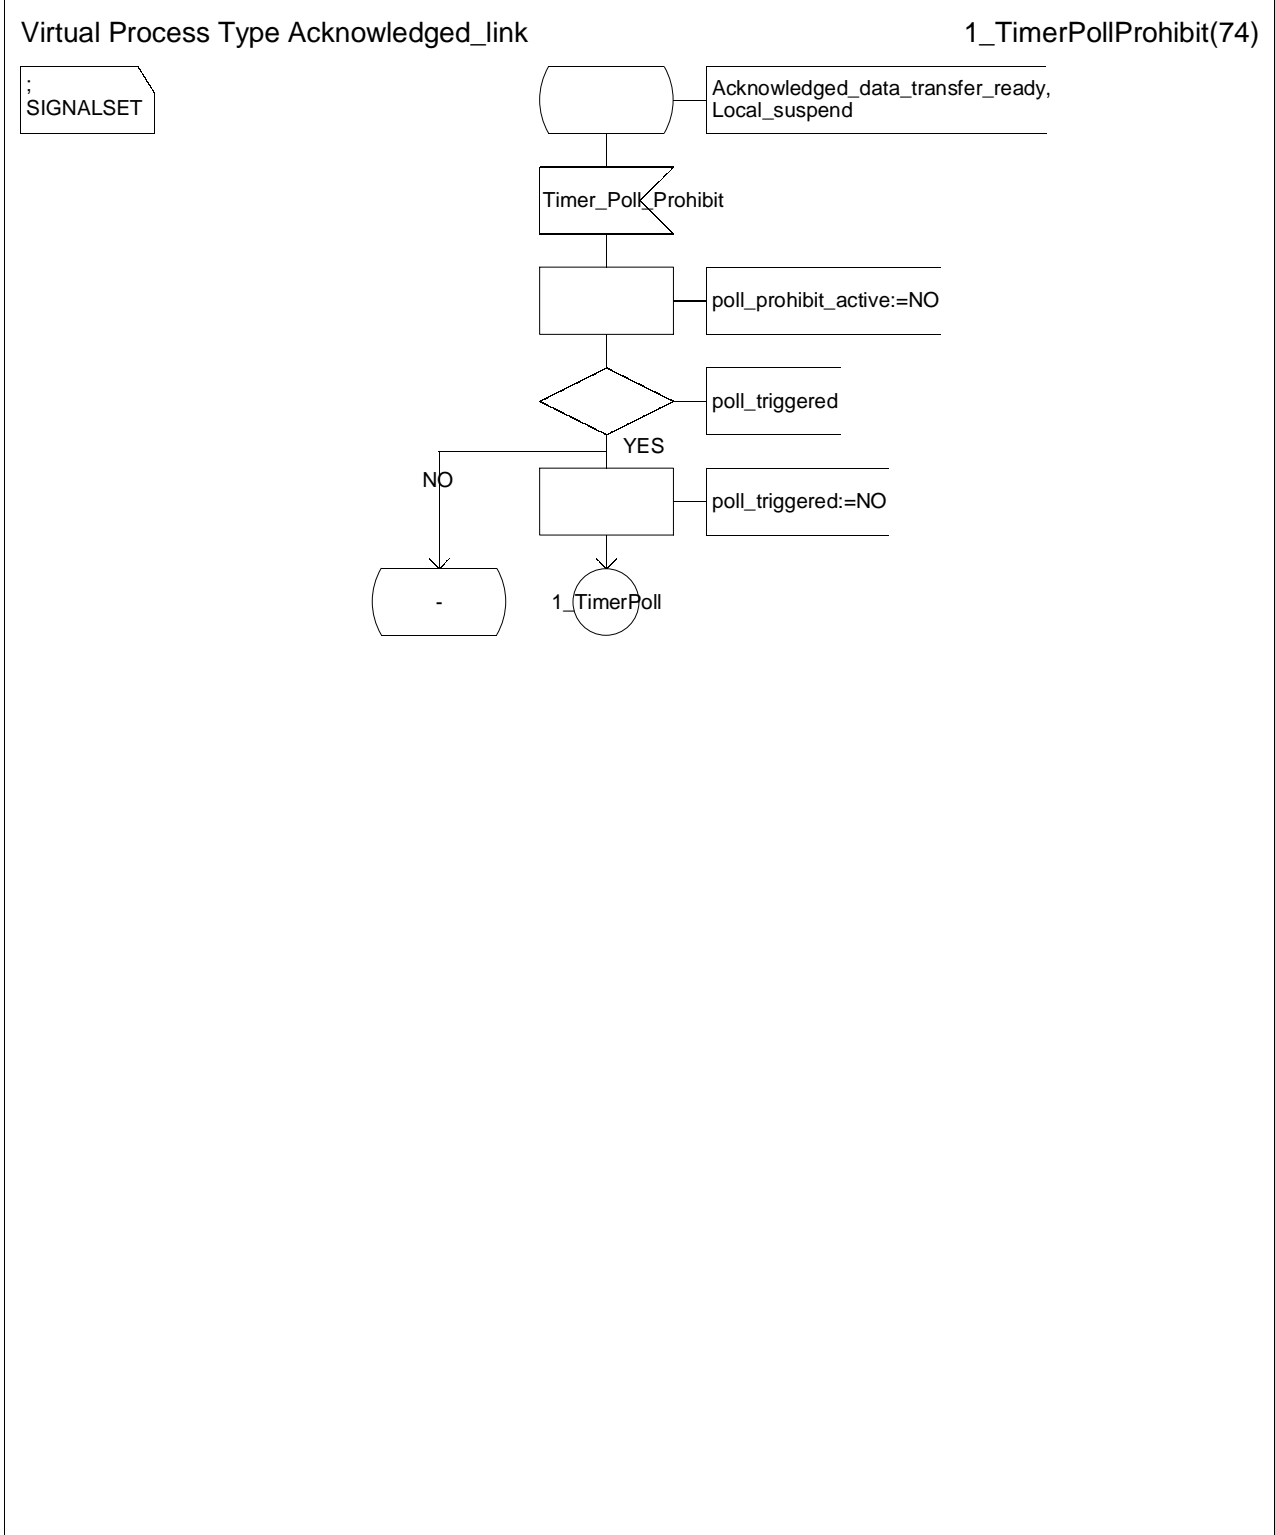 Virtual Process Type Acknowledged_link
1_TimerPollProhibit(74)
;
SIGNALSET
Acknowledged_data_transfer_ready,
Local_suspend
Timer_Poll_Prohibit
poll_prohibit_active:=NO
poll_triggered
YES
NO
poll_triggered:=NO
-
1_TimerPoll